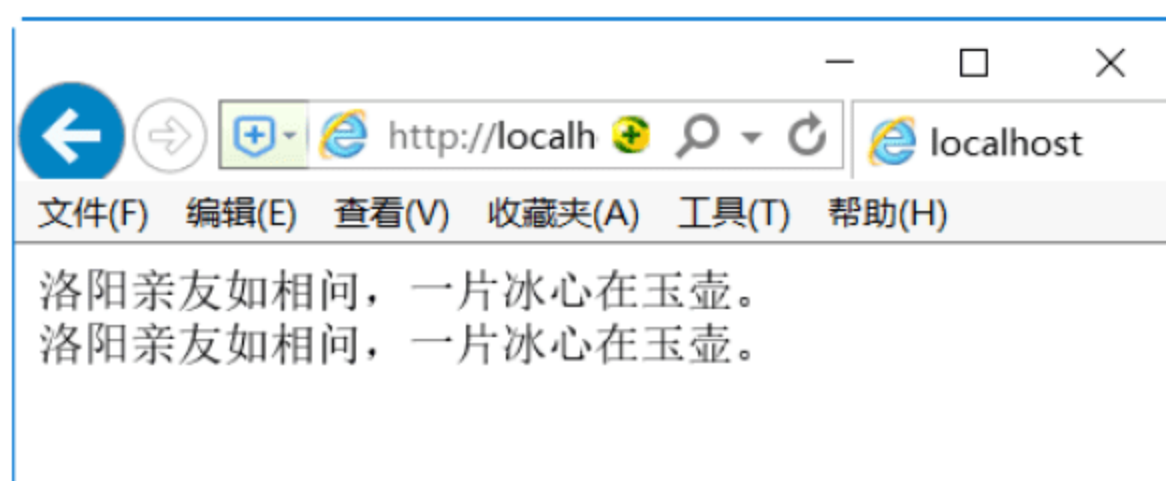 http://localh
localhost
文件(F) 编辑(E) 查看(V) 收藏夹(A) 工具(T) 帮助(H)
洛阳亲友如相问，一片冰心在玉壶。
洛阳亲友如相问，一片冰心在玉壶。